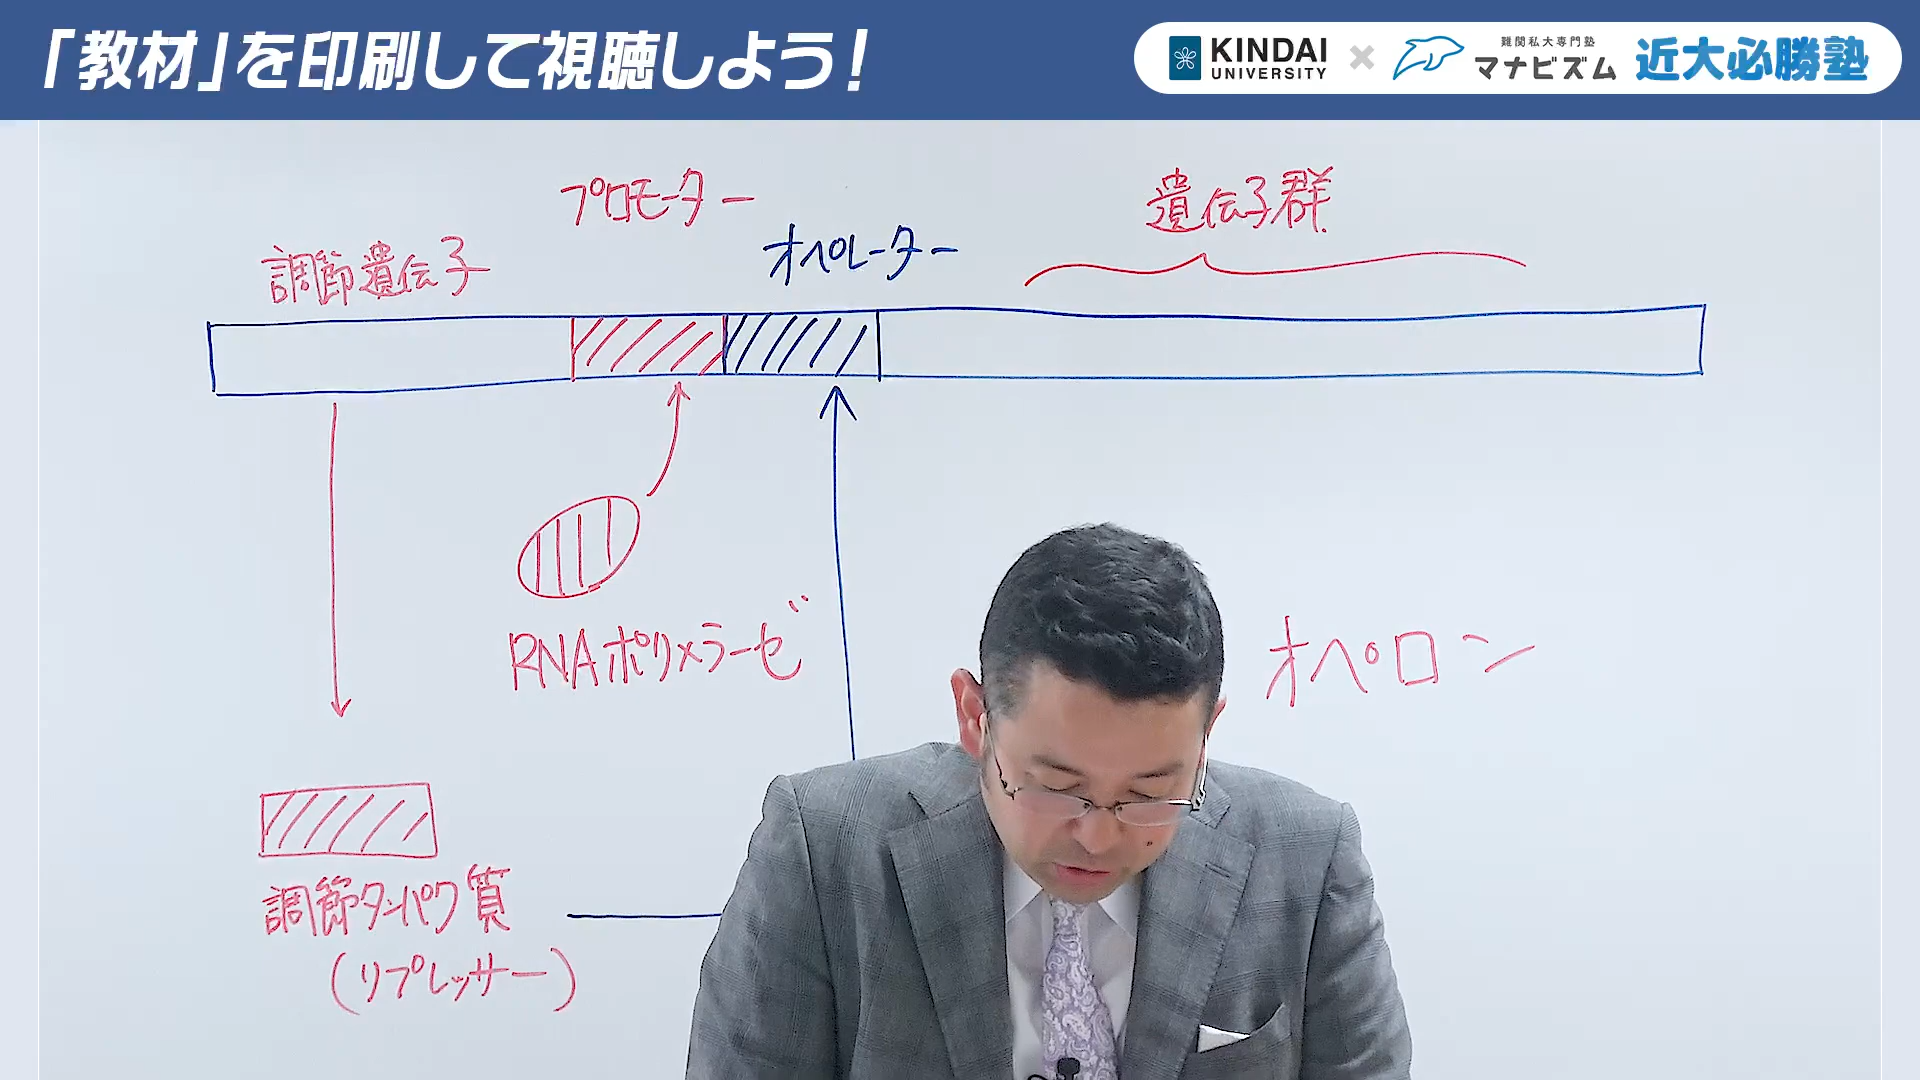 「教材」を印刷して視聴しよう!
KINDAI UNIVERSITY × 難関私大専門塾 マナビズム 近大必勝塾
プロモーター
遺伝子群
オペレーター
調節遺伝子
RNAポリメラーゼ
オペロン
調節タンパク質
(リプレッサー)